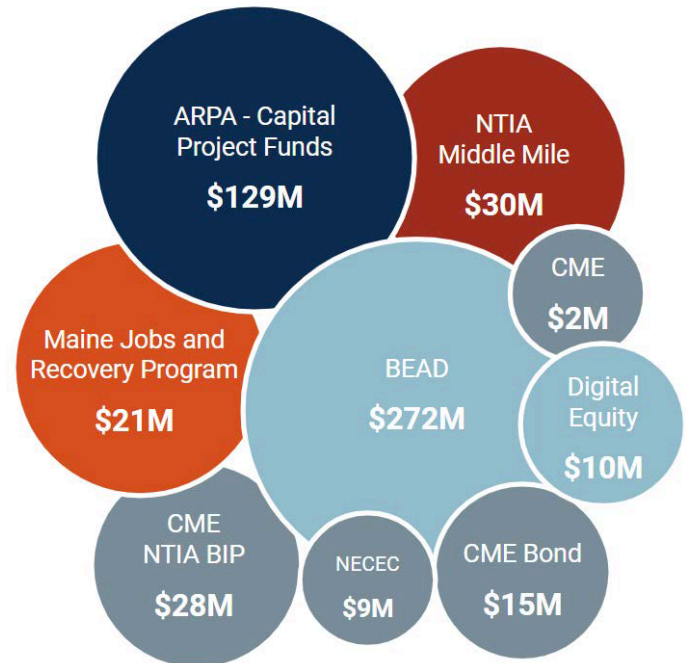 ARPA - Capital
Project Funds
$129M
NTIA
Middle Mile
$30M
CME
$2M
Maine Jobs and
Recovery Program
$21M
BEAD
$272M
Digital
Equity
$10M
CME
NTIA BIP
$28M
NECEC
$9M
CME Bond
$15M